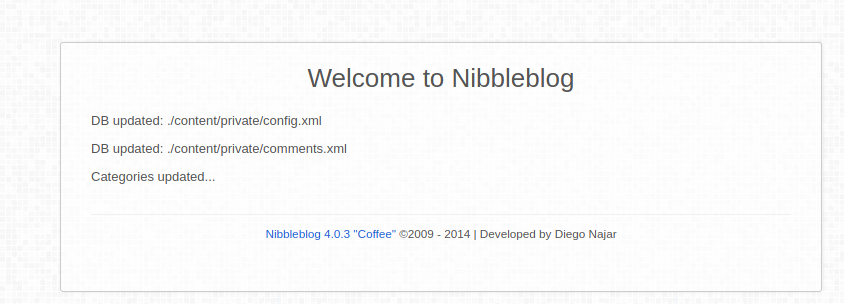 Welcome to Nibbleblog
DB updated: ./content/private/config.xml
DB updated: ./content/private/comments.xml
Categories updated...
Nibbleblog 4.0.3 "Coffee" ©2009 - 2014 | Developed by Diego Najar